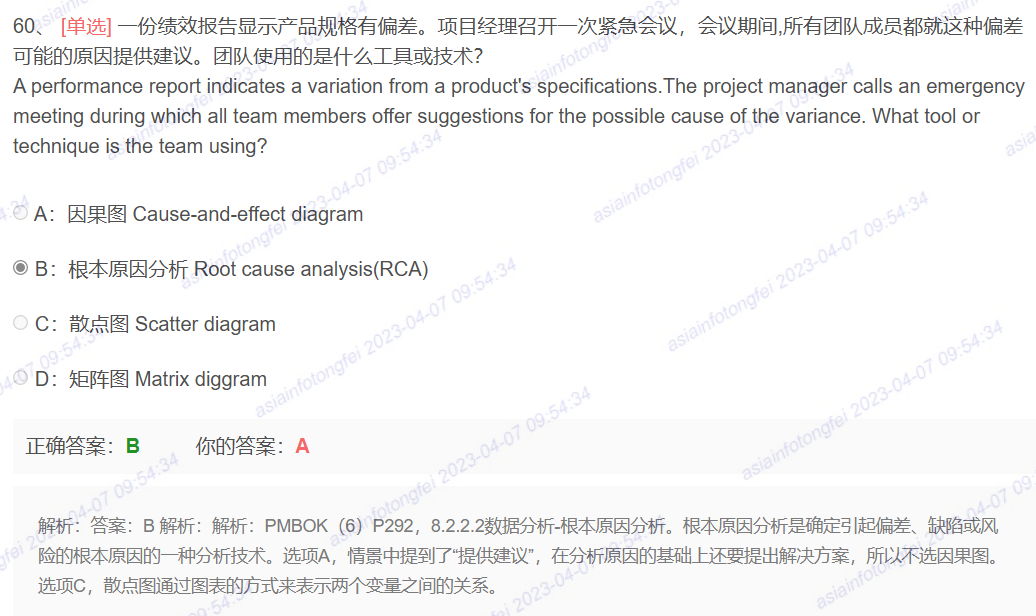 60、 [单选] 一份绩效报告显示产品规格有偏差。项目经理召开一次紧急会议，会议期间,所有团队成员都就这种偏差
可能的原因提供建议。团队使用的是什么工具或技术？
A performance report indicates a variation from a product's specifications.The project manager calls an emergency
meeting during which all team members offer suggestions for the possible cause of the variance. What tool or
technique is the team using?
A：因果图 Cause-and-effect diagram
B：根本原因分析 Root cause analysis(RCA)
C：散点图 Scatter diagram
D：矩阵图 Matrix diggram
正确答案：B 你的答案：A
解析：答案：B 解析：解析：PMBOK（6）P292，8.2.2.2数据分析-根本原因分析。根本原因分析是确定引起偏差、缺陷或风
险的根本原因的一种分析技术。选项A，情景中提到了“提供建议”，在分析原因的基础上还要提出解决方案，所以不选因果图。
选项C，散点图通过图表的方式来表示两个变量之间的关系。
asiainfotongfei 2023-04-07 09:54:34